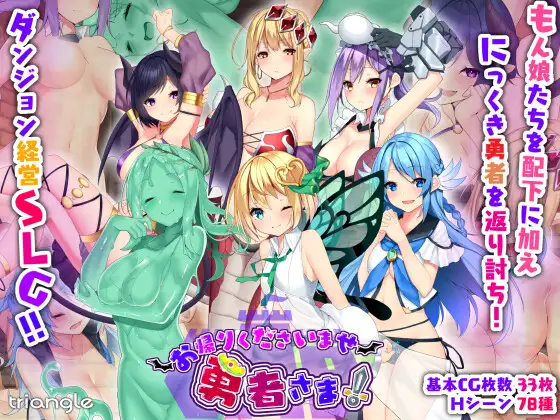 もん娘たちを配下に加え
にっくき勇者を返り討ち!
ダンジョン経営SLG!!
お帰りくださいませ
勇者さま!
triangle
基本CG枚数 33枚
Hシーン 78種